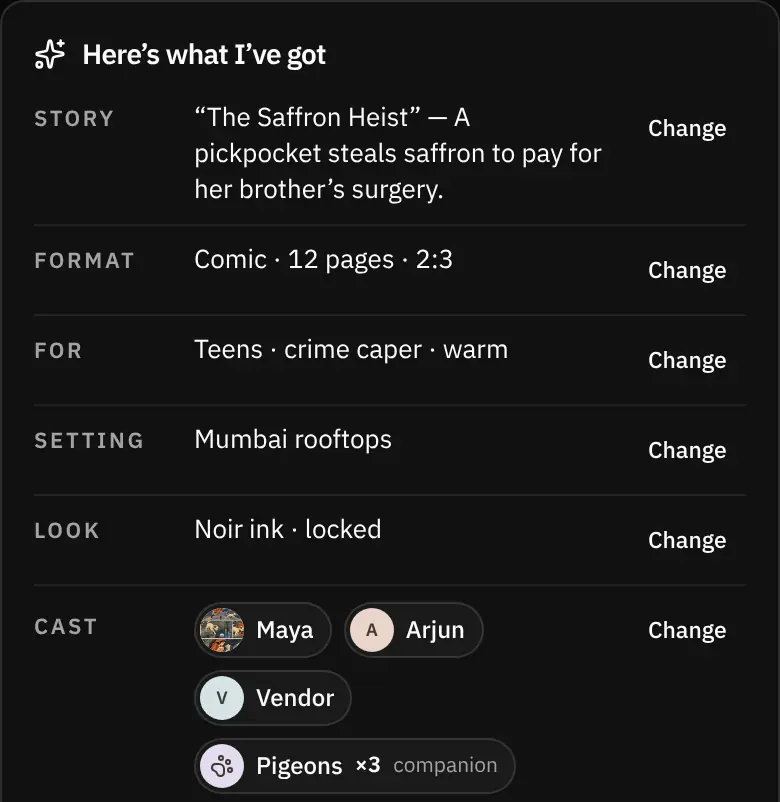 Here’s what I’ve got
STORY
“The Saffron Heist” — A
pickpocket steals saffron to pay for
her brother’s surgery.
Change
FORMAT
Comic · 12 pages · 2:3
Change
FOR
Teens · crime caper · warm
Change
SETTING
Mumbai rooftops
Change
LOOK
Noir ink · locked
Change
CAST
Maya
A Arjun
Change
V Vendor
Pigeons ×3 companion